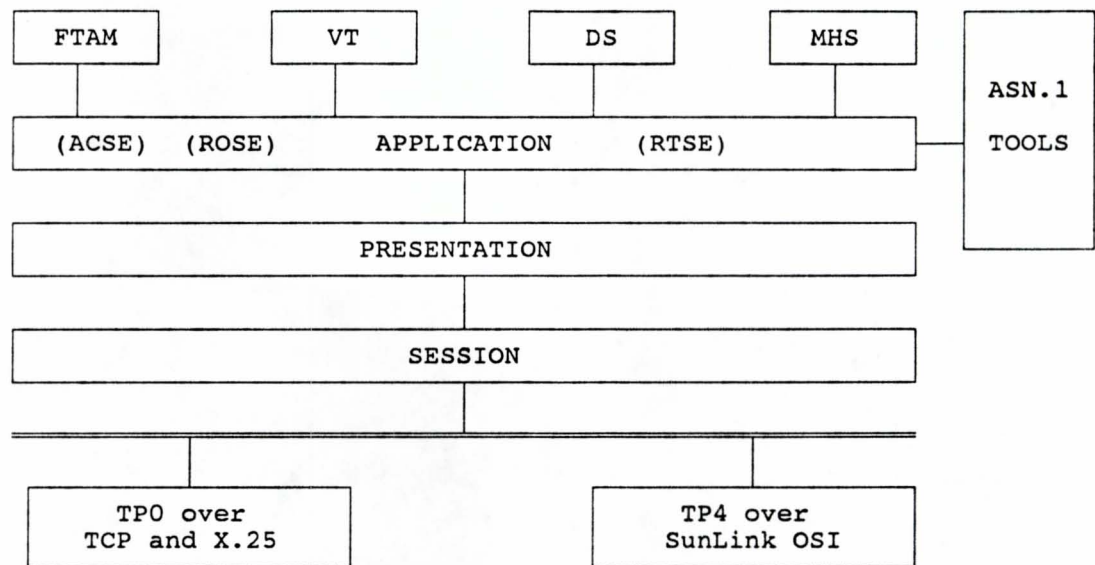 FTAM VT DS MHS
ASN.1
TOOLS
(ACSE) (ROSE) APPLICATION (RTSE)
PRESENTATION
SESSION
TP0 over
TCP and X.25
TP4 over
SunLink OSI